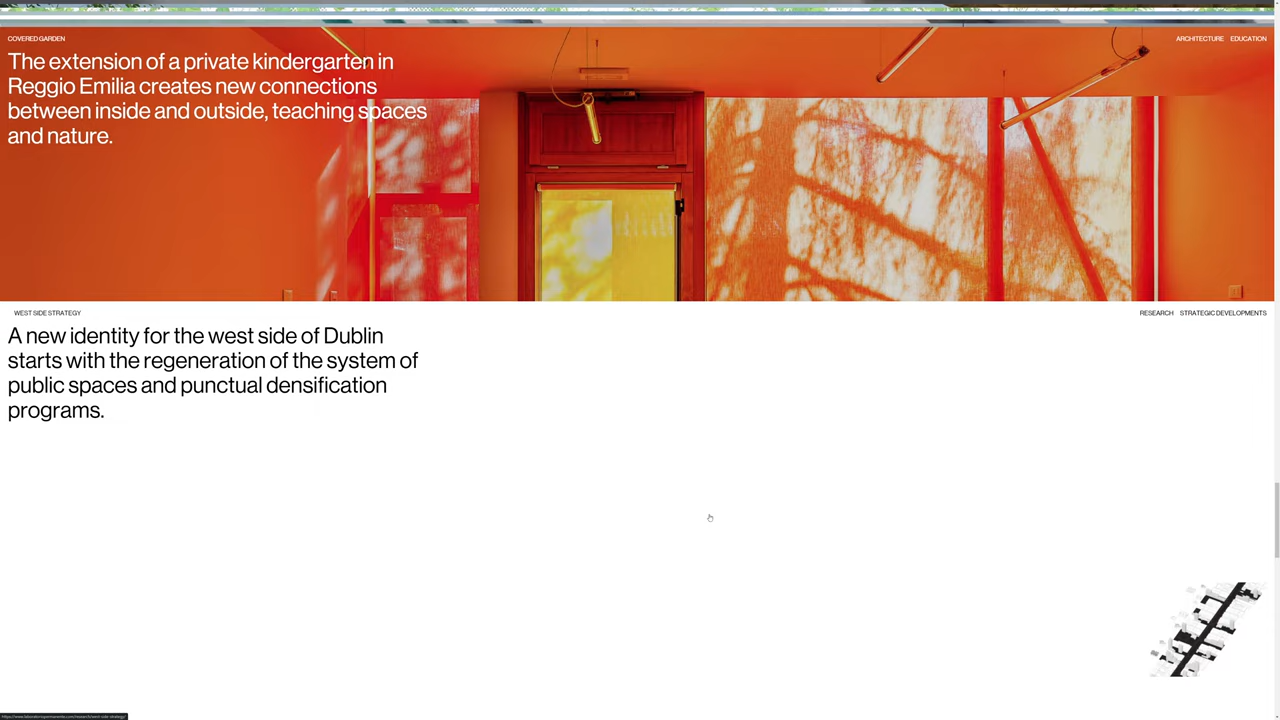 COVERED GARDEN
ARCHITECTURE EDUCATION
The extension of a private kindergarten in
Reggio Emilia creates new connections
between inside and outside, teaching spaces
and nature.
WEST SIDE STRATEGY
RESEARCH STRATEGIC DEVELOPMENTS
A new identity for the west side of Dublin
starts with the regeneration of the system of
public spaces and punctual densification
programs.